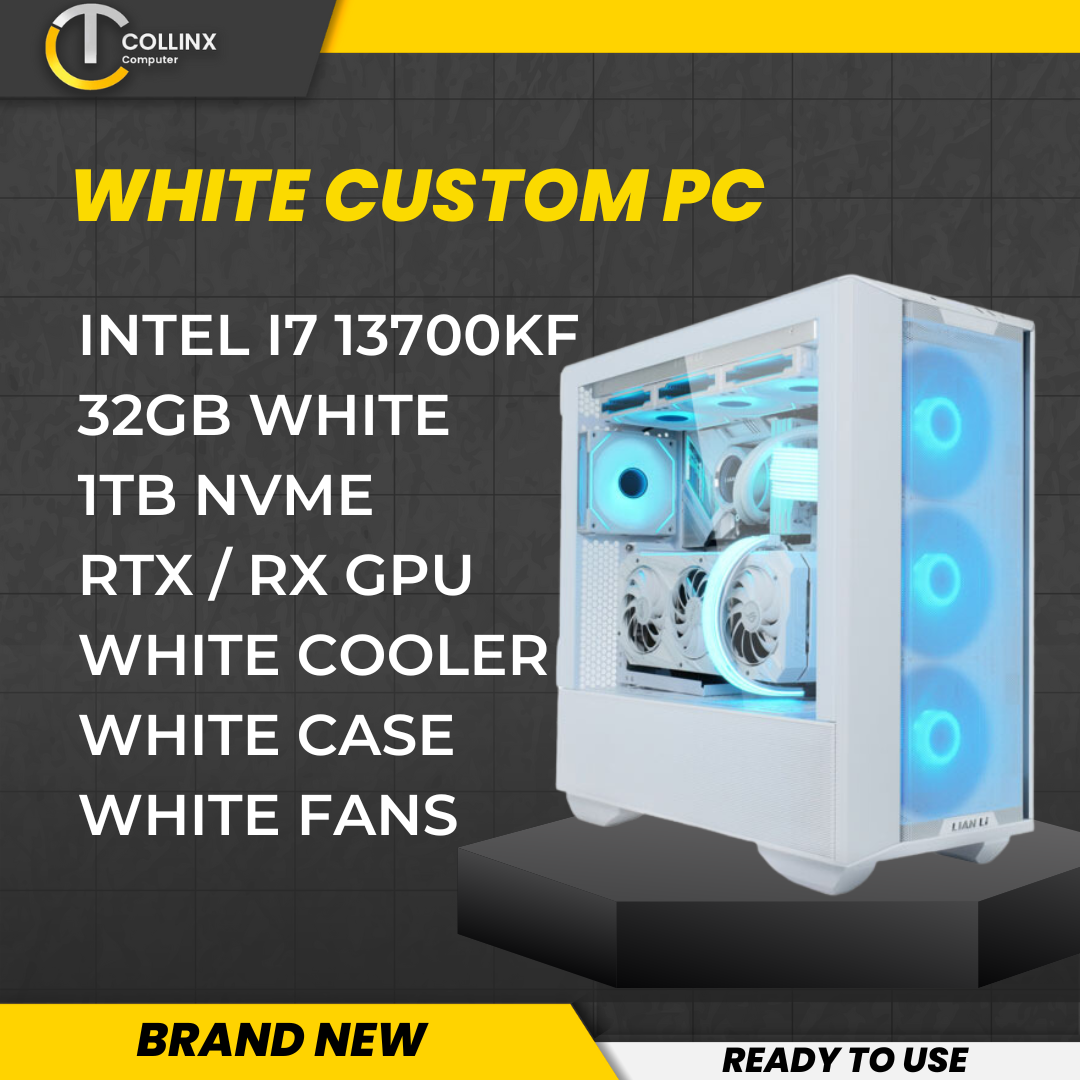 COLLINX
Computer
WHITE CUSTOM PC
INTEL I7 13700KF
32GB WHITE
1TB NVME
RTX / RX GPU
WHITE COOLER
WHITE CASE
WHITE FANS
LIAN LI
BRAND NEW
READY TO USE